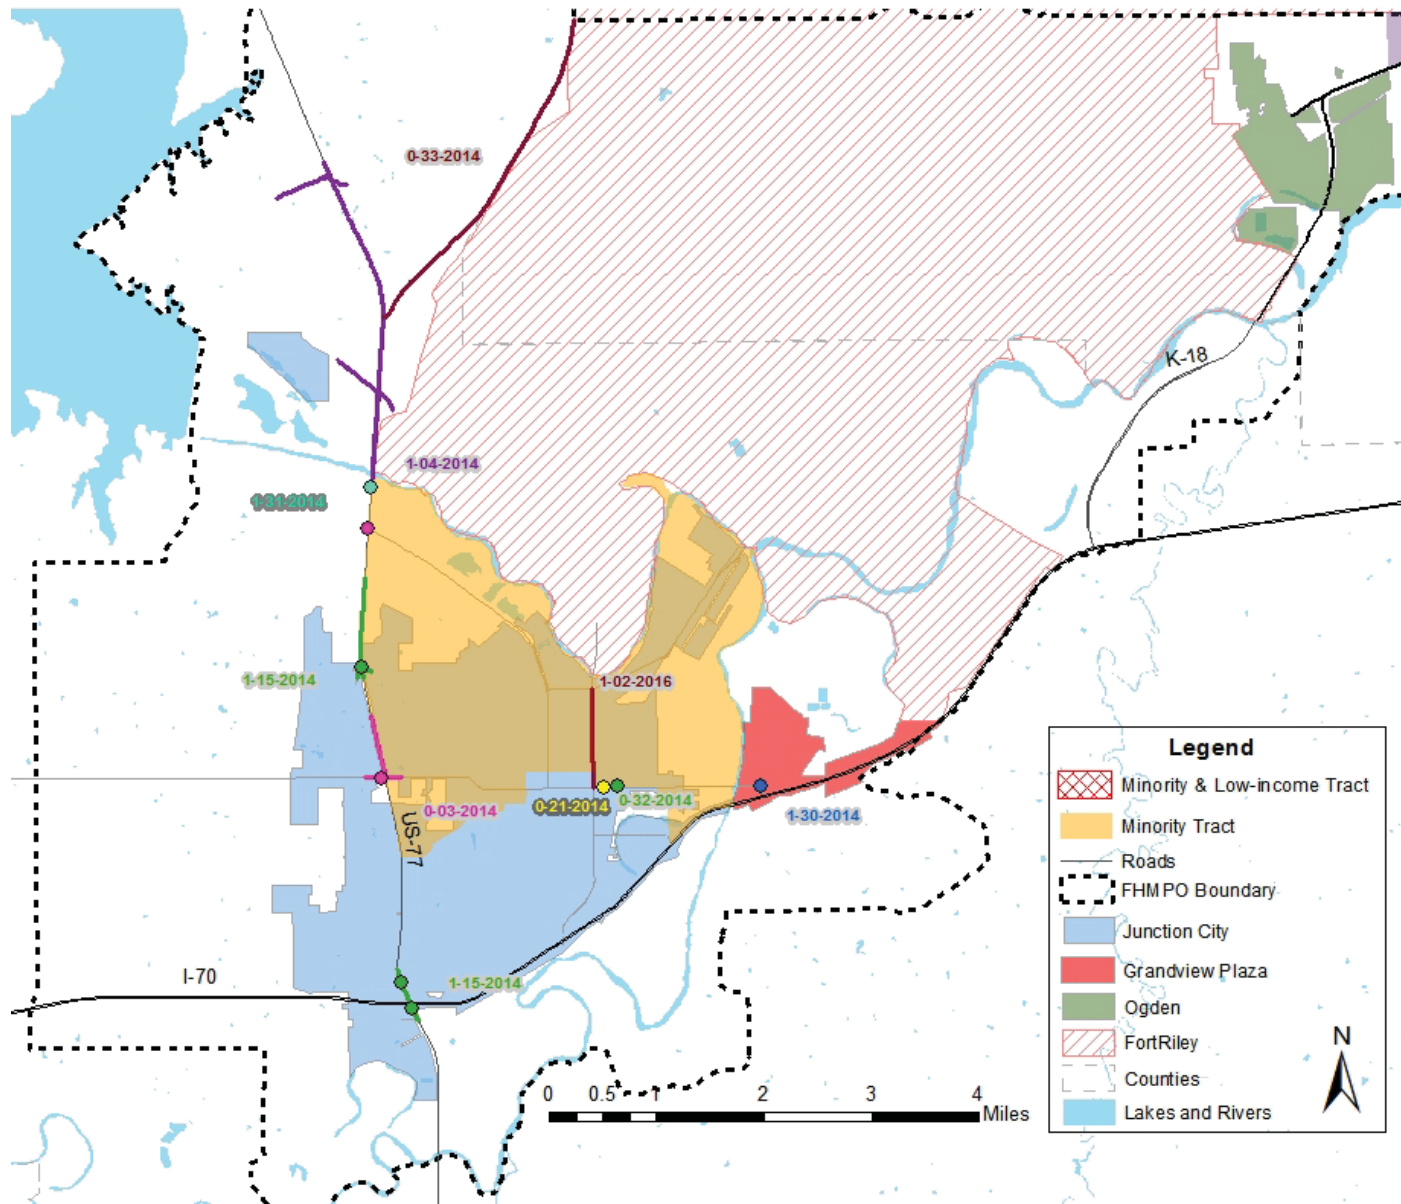 0-33-2014
K-18
1-04-2014
1-31-2014
1-15-2014
1-02-2016
0-03-2014
0-21-2014
0-32-2014
1-30-2014
US-77
I-70
1-15-2014
Legend
Minority & Low-income Tract
Minority Tract
Roads
FHMPO Boundary
Junction City
Grandview Plaza
Ogden
FortRiley
Counties
Lakes and Rivers
N
0 0.5 1 2 3 4
Miles